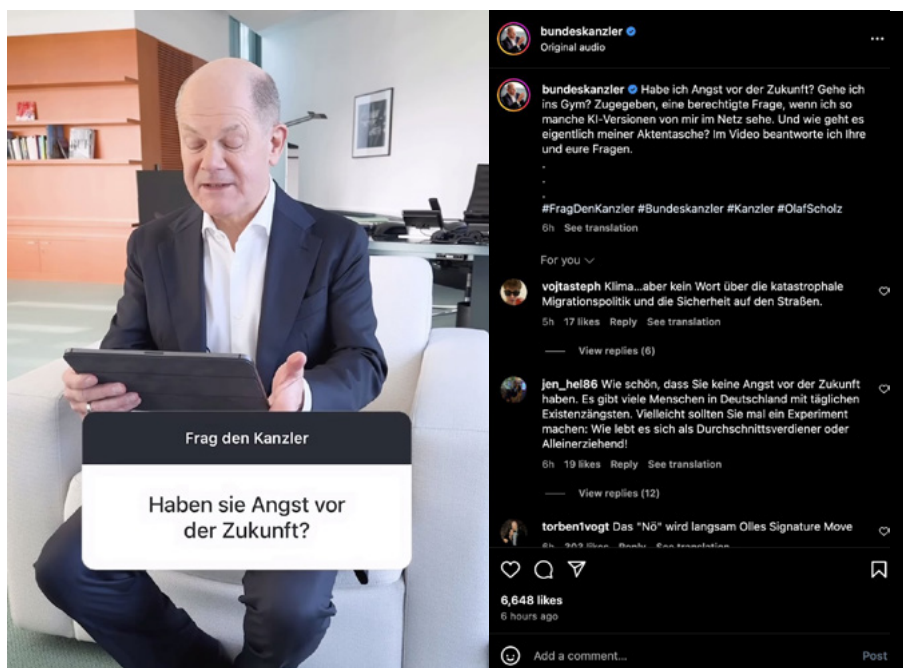 Frag den Kanzler
Haben sie Angst vor
der Zukunft?
bundeskanzler
Original audio
bundeskanzler Habe ich Angst vor der Zukunft? Gehe ich
ins Gym? Zugegeben, eine berechtigte Frage, wenn ich so
manche KI-Versionen von mir im Netz sehe. Und wie geht es
eigentlich meiner Aktentasche? Im Video beantworte ich Ihre
und eure Fragen.
.
.
.
#FragDenKanzler #Bundeskanzler #Kanzler #OlafScholz
6h See translation
For you
vojtasteph Klima...aber kein Wort über die katastrophale
Migrationspolitik und die Sicherheit auf den Straßen.
5h 17 likes Reply See translation
View replies (6)
jen_hel86 Wie schön, dass Sie keine Angst vor der Zukunft
haben. Es gibt viele Menschen in Deutschland mit täglichen
Existenzängsten. Vielleicht sollten Sie mal ein Experiment
machen: Wie lebt es sich als Durchschnittsverdiener oder
Alleinerziehend!
6h 19 likes Reply See translation
View replies (12)
torben1vogt Das "Nö" wird langsam Olles Signature Move
6h 303 likes Reply See translation
6,648 likes
6 hours ago
Add a comment...
Post